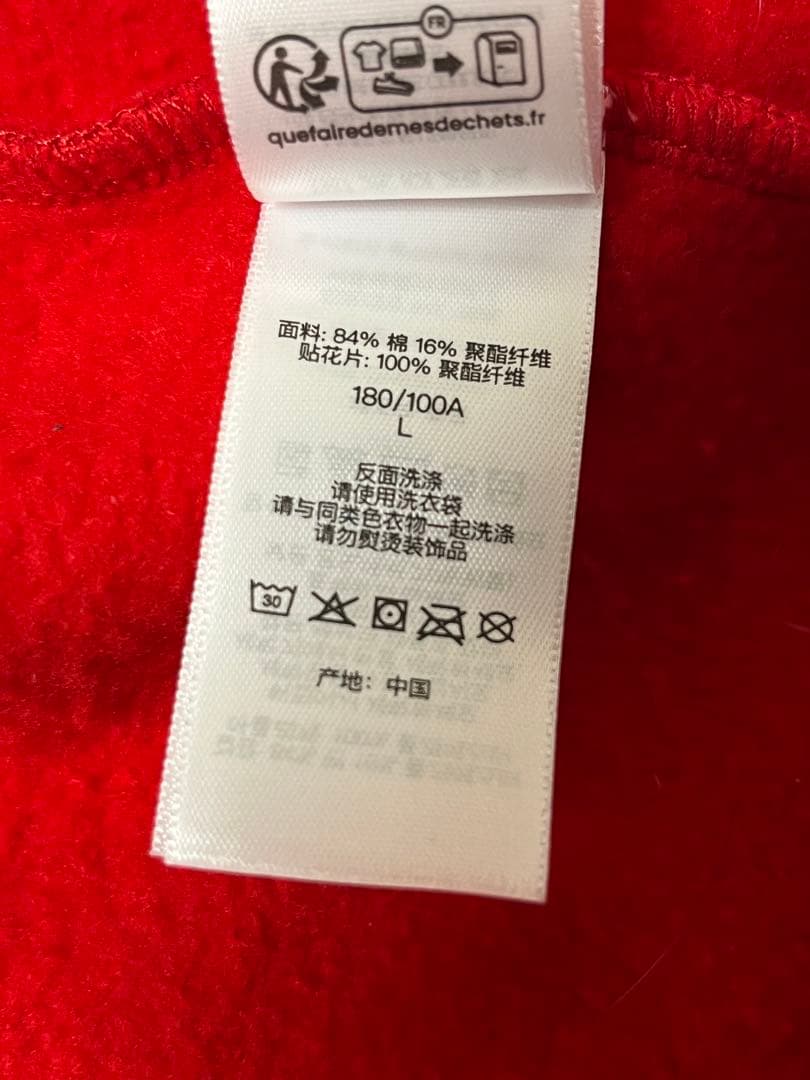 FR
quefairedemesdechets.fr
面料: 84% 棉 16% 聚酯纤维
贴花片: 100% 聚酯纤维
180/100A
L
反面洗涤
请使用洗衣袋
请与同类色衣物一起洗涤
请勿熨烫装饰品
30
产地：中国